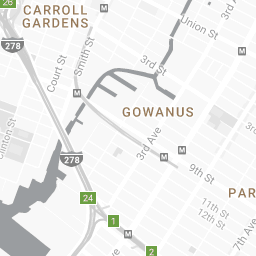 26
CARROLL
GARDENS
278
Smith St
Court St
Union St
3rd St
M
M
M
GOWANUS
Clinton St
3rd Ave
278
M
M
9th St
PAR
24
11th St
12th St
1
M
7th Ave
2